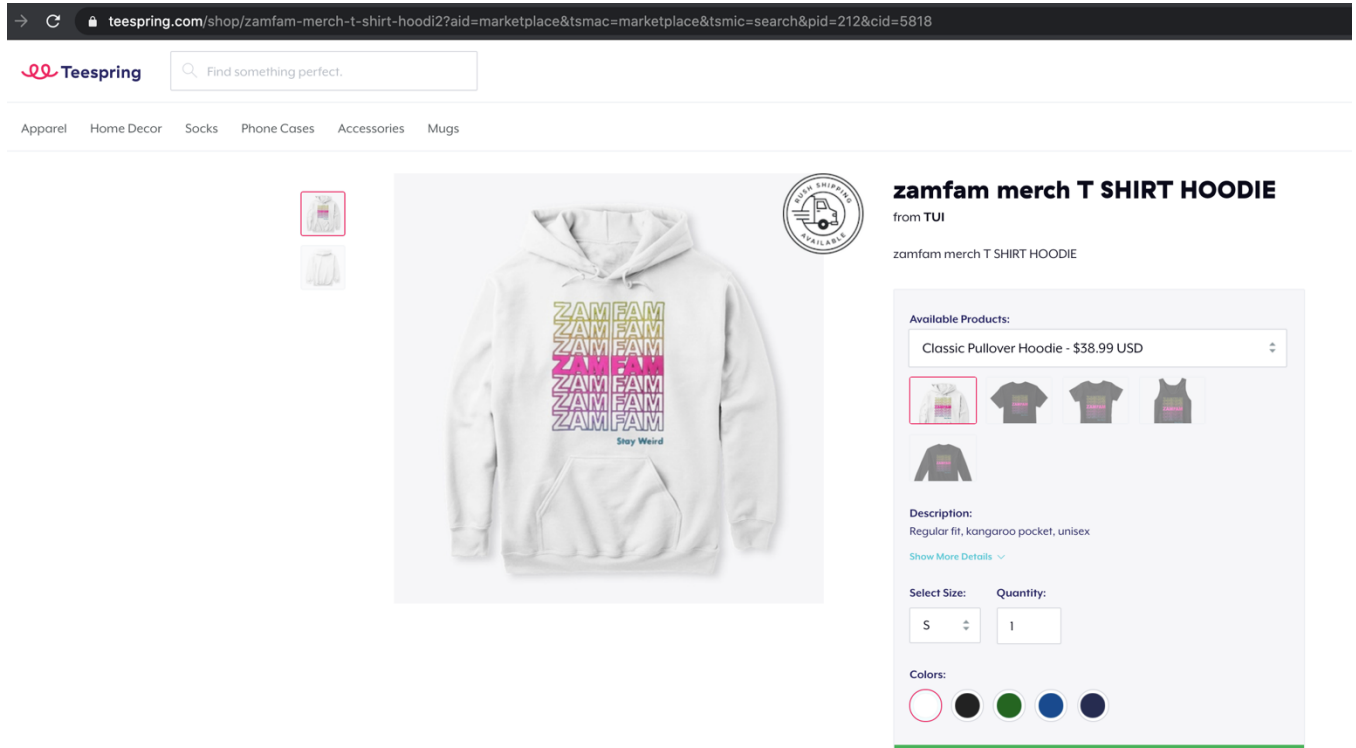 teespring.com/shop/zamfam-merch-t-shirt-hoodi2?aid=marketplace&tsmac=marketplace&tsmic=search&pid=212&cid=5818
Teespring
Find something perfect.
Apparel Home Decor Socks Phone Cases Accessories Mugs
RUSH SHIPPING
AVAILABLE
ZAMFAM
ZAMFAM
ZAMFAM
ZAMFAM
ZAMFAM
ZAMFAM
ZAMFAM
Stay Weird
zamfam merch T SHIRT HOODIE
from TUI
zamfam merch T SHIRT HOODIE
Available Products:
Classic Pullover Hoodie - $38.99 USD
Description:
Regular fit, kangaroo pocket, unisex
Show More Details
Select Size: Quantity:
S 1
Colors: